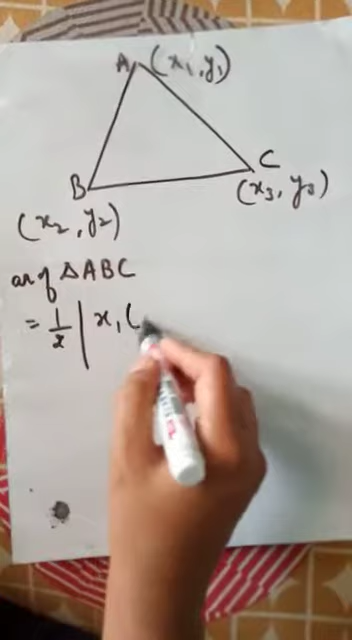 A (x₁, y₁)
C
B
(x₃, y₃)
(x₂, y₂)
ar of ΔABC
= 1/2 | x₁ (